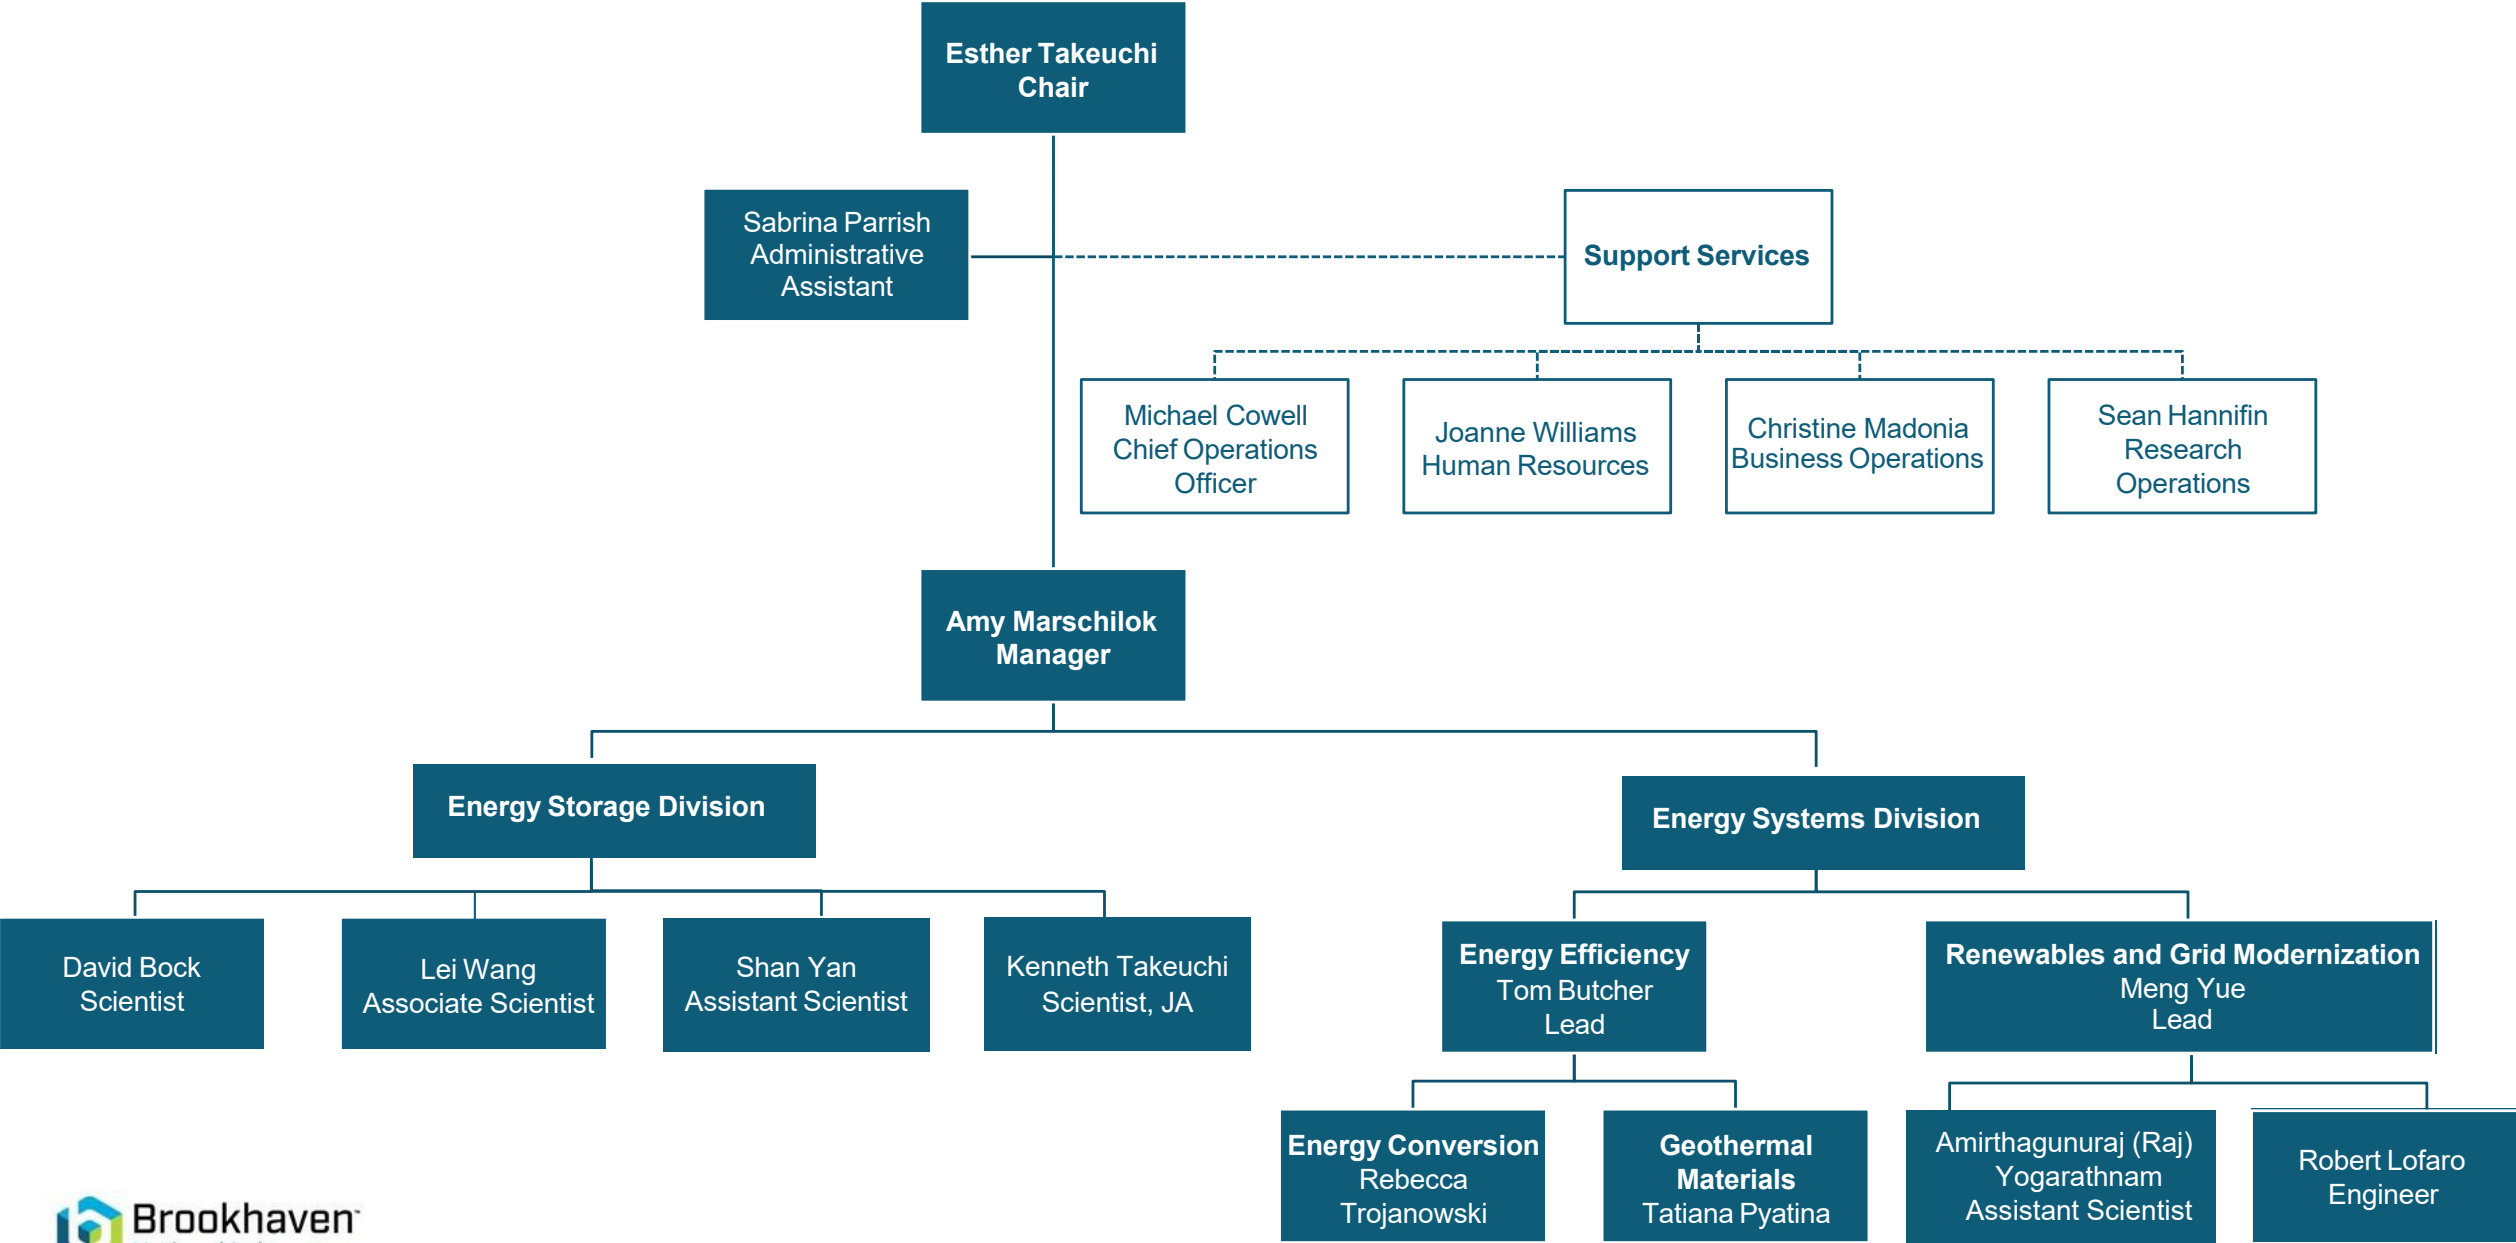 Esther Takeuchi
Chair
Sabrina Parrish
Administrative
Assistant
Support Services
Michael Cowell
Chief Operations
Officer
Joanne Williams
Human Resources
Christine Madonia
Business Operations
Sean Hannifin
Research
Operations
Amy Marschilok
Manager
Energy Storage Division
Energy Systems Division
David Bock
Scientist
Lei Wang
Associate Scientist
Shan Yan
Assistant Scientist
Kenneth Takeuchi
Scientist, JA
Energy Efficiency
Tom Butcher
Lead
Renewables and Grid Modernization
Meng Yue
Lead
Energy Conversion
Rebecca
Trojanowski
Geothermal
Materials
Tatiana Pyatina
Amirthagunuraj (Raj)
Yogarathnam
Assistant Scientist
Robert Lofaro
Engineer
Brookhaven™